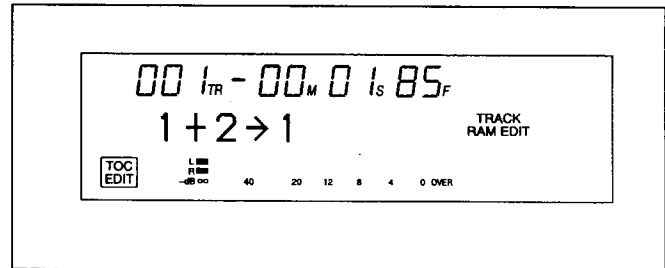 001TR-00M 01S 85F
1+2→1
TRACK
RAM EDIT
TOC
EDIT
L
R
-dB ∞ 40 20 12 8 4 0 OVER